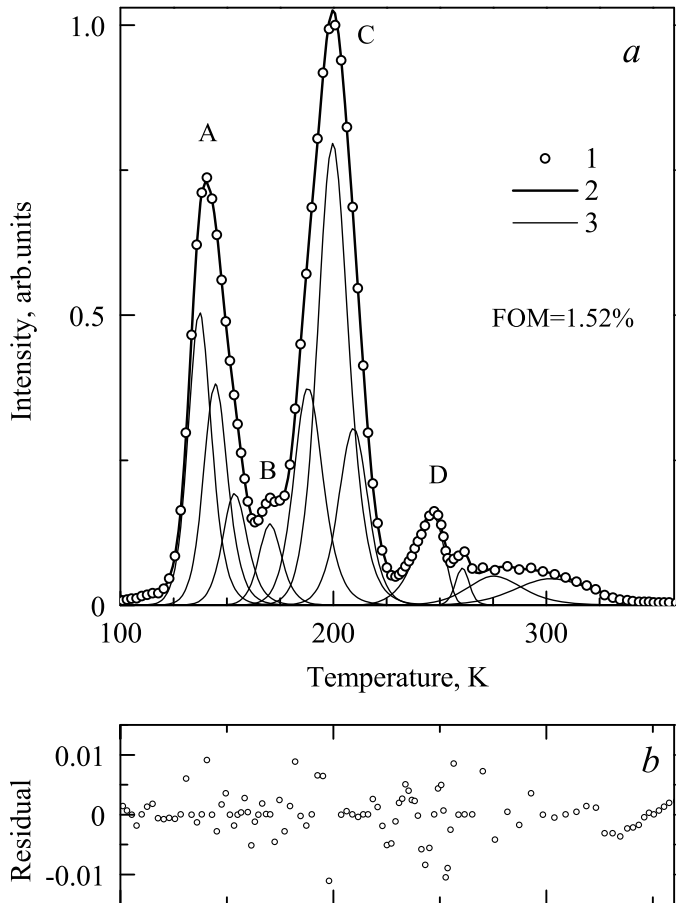 1.0
C
a
A
1
2
3
0.5
FOM=1.52%
B
D
0
100
200
300
Intensity, arb.units
Temperature, K
b
0.01
0
-0.01
Residual